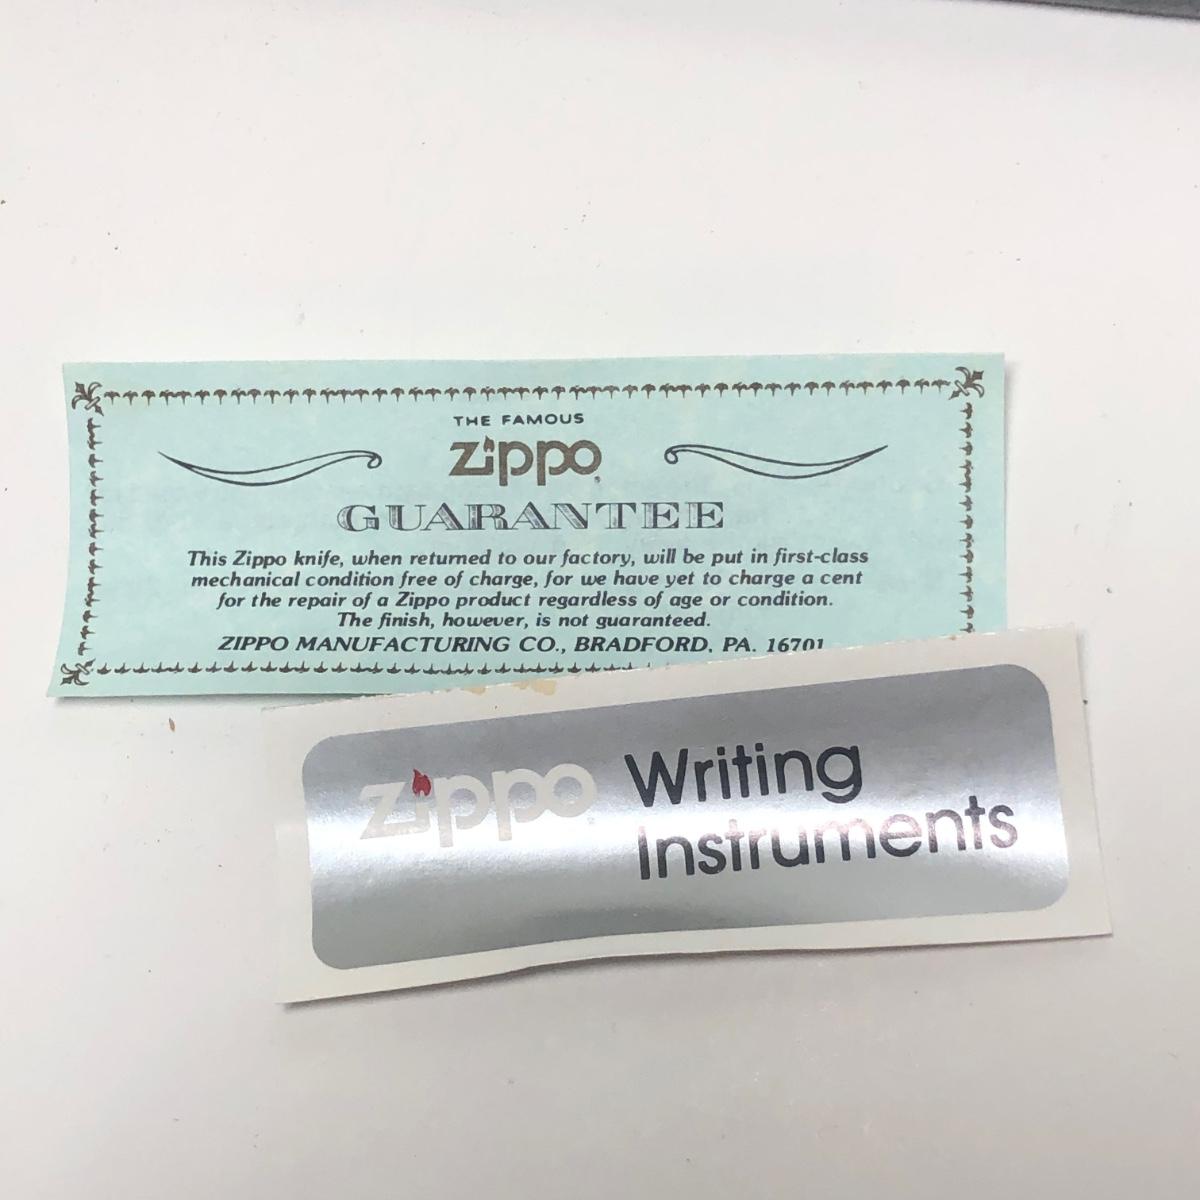 THE FAMOUS
zippo
GUARANTEE
This Zippo knife, when returned to our factory, will be put in first-class
mechanical condition free of charge, for we have yet to charge a cent
for the repair of a Zippo product regardless of age or condition.
The finish, however, is not guaranteed.
ZIPPO MANUFACTURING CO., BRADFORD, PA. 16701
zippo
Writing
Instruments